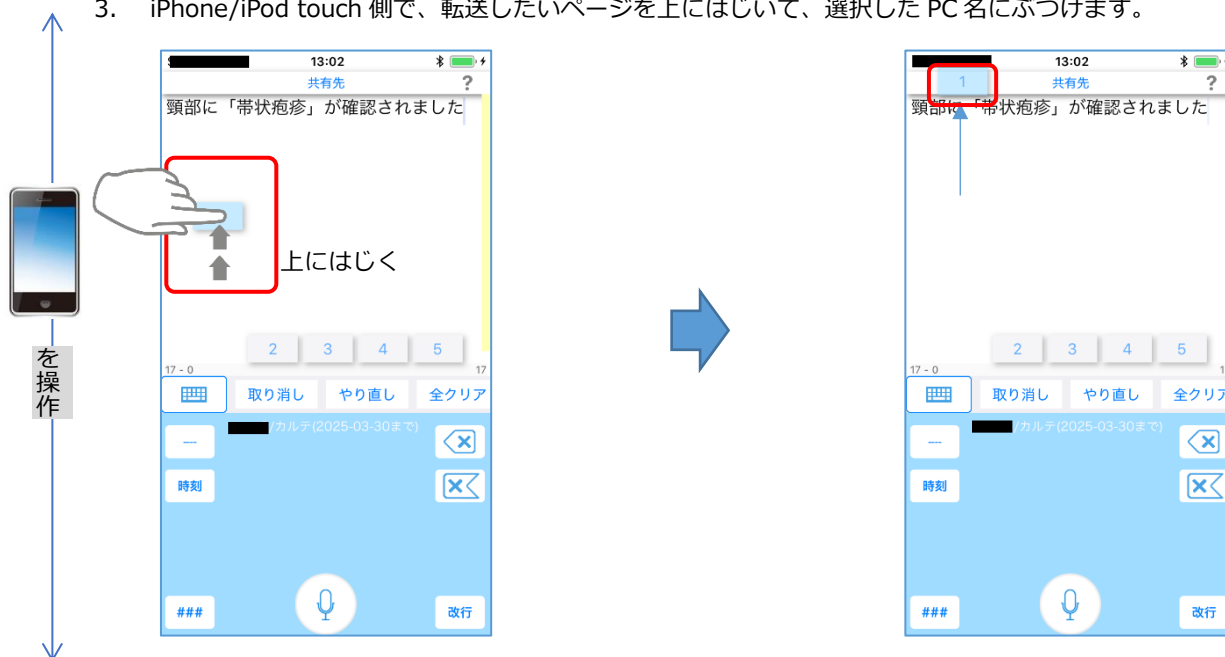 3. iPhone/iPod touch 側で、転送したいページを上にはじいて、選択した PC 名にぶつけます。
13:02
共有先 ?
頸部に「帯状疱疹」が確認されました
上にはじく
2 3 4 5
17 - 0 17
取り消し やり直し 全クリア
/カルテ(2025-03-30まで)
時刻
### 改行
を操作
13:02
1 共有先 ?
頸部に「帯状疱疹」が確認されました
2 3 4 5
17 - 0
取り消し やり直し 全クリア
/カルテ(2025-03-30まで)
時刻
### 改行